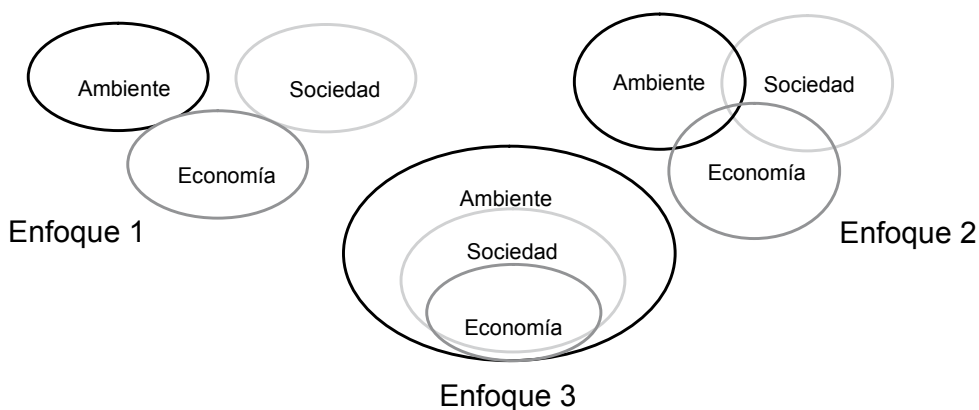 Ambiente
Sociedad
Economía
Enfoque 1
Ambiente
Sociedad
Economía
Enfoque 2
Ambiente
Sociedad
Economía
Enfoque 3